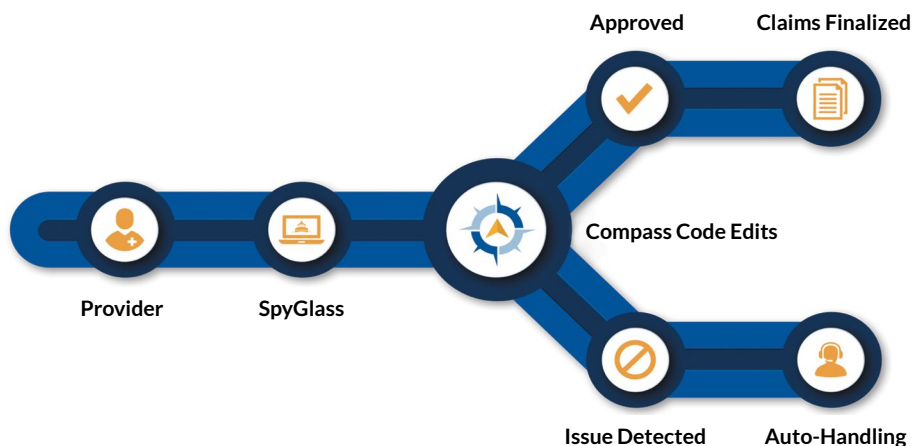 Approved
Claims Finalized
Compass Code Edits
Provider
SpyGlass
Issue Detected
Auto-Handling